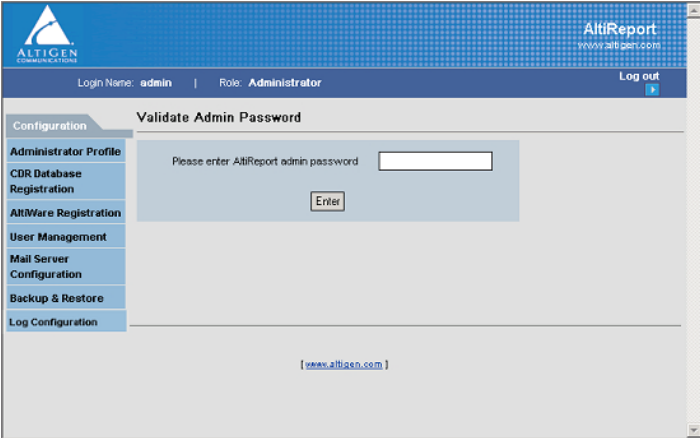 ALTIGEN
COMMUNICATIONS
AltiReport
www.altigen.com
Login Name: admin | Role: Administrator
Log out
Configuration
Validate Admin Password
Administrator Profile
CDR Database
Registration
AltiWare Registration
User Management
Mail Server
Configuration
Backup & Restore
Log Configuration
Please enter AltiReport admin password
Enter
[ www.altigen.com ]